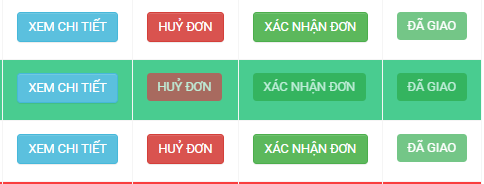 XEM CHI TIẾT HUỶ ĐƠN XÁC NHẬN ĐƠN ĐÃ GIAO
XEM CHI TIẾT HUỶ ĐƠN XÁC NHẬN ĐƠN ĐÃ GIAO
XEM CHI TIẾT HUỶ ĐƠN XÁC NHẬN ĐƠN ĐÃ GIAO